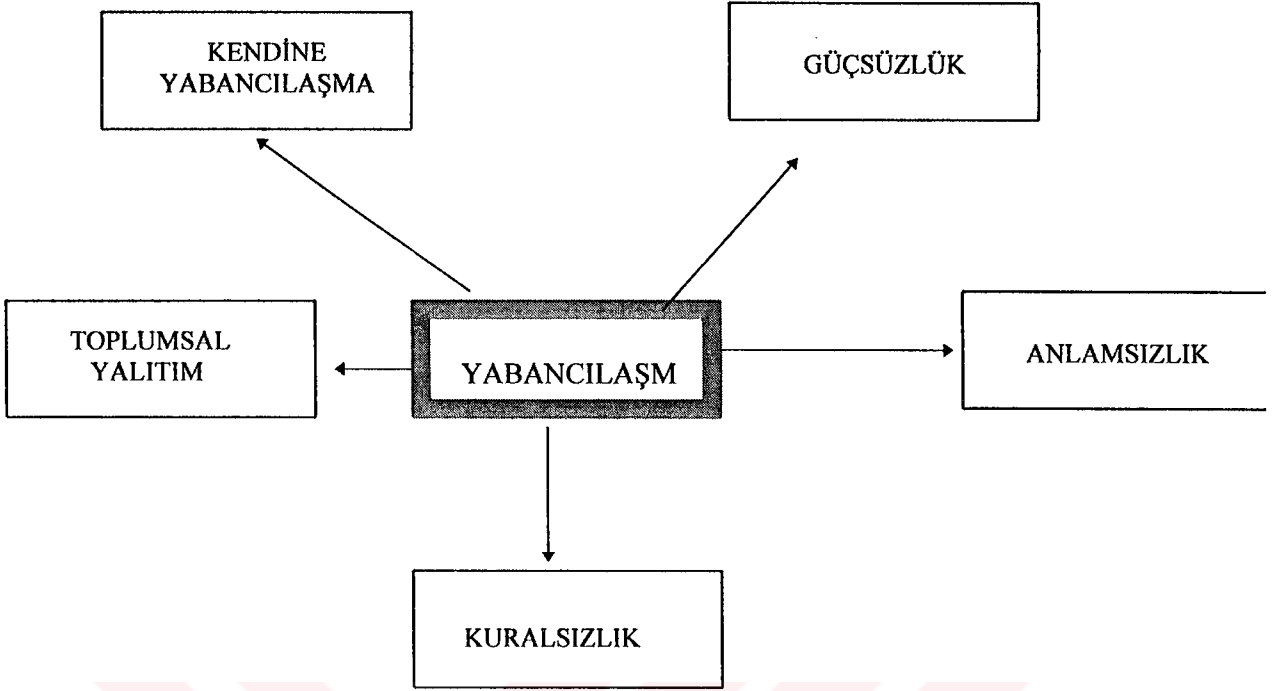 KENDİNE
YABANCILAŞMA
GÜÇSÜZLÜK
TOPLUMSAL
YALITIM
YABANCILAŞM
ANLAMSIZLIK
KURALSIZLIK